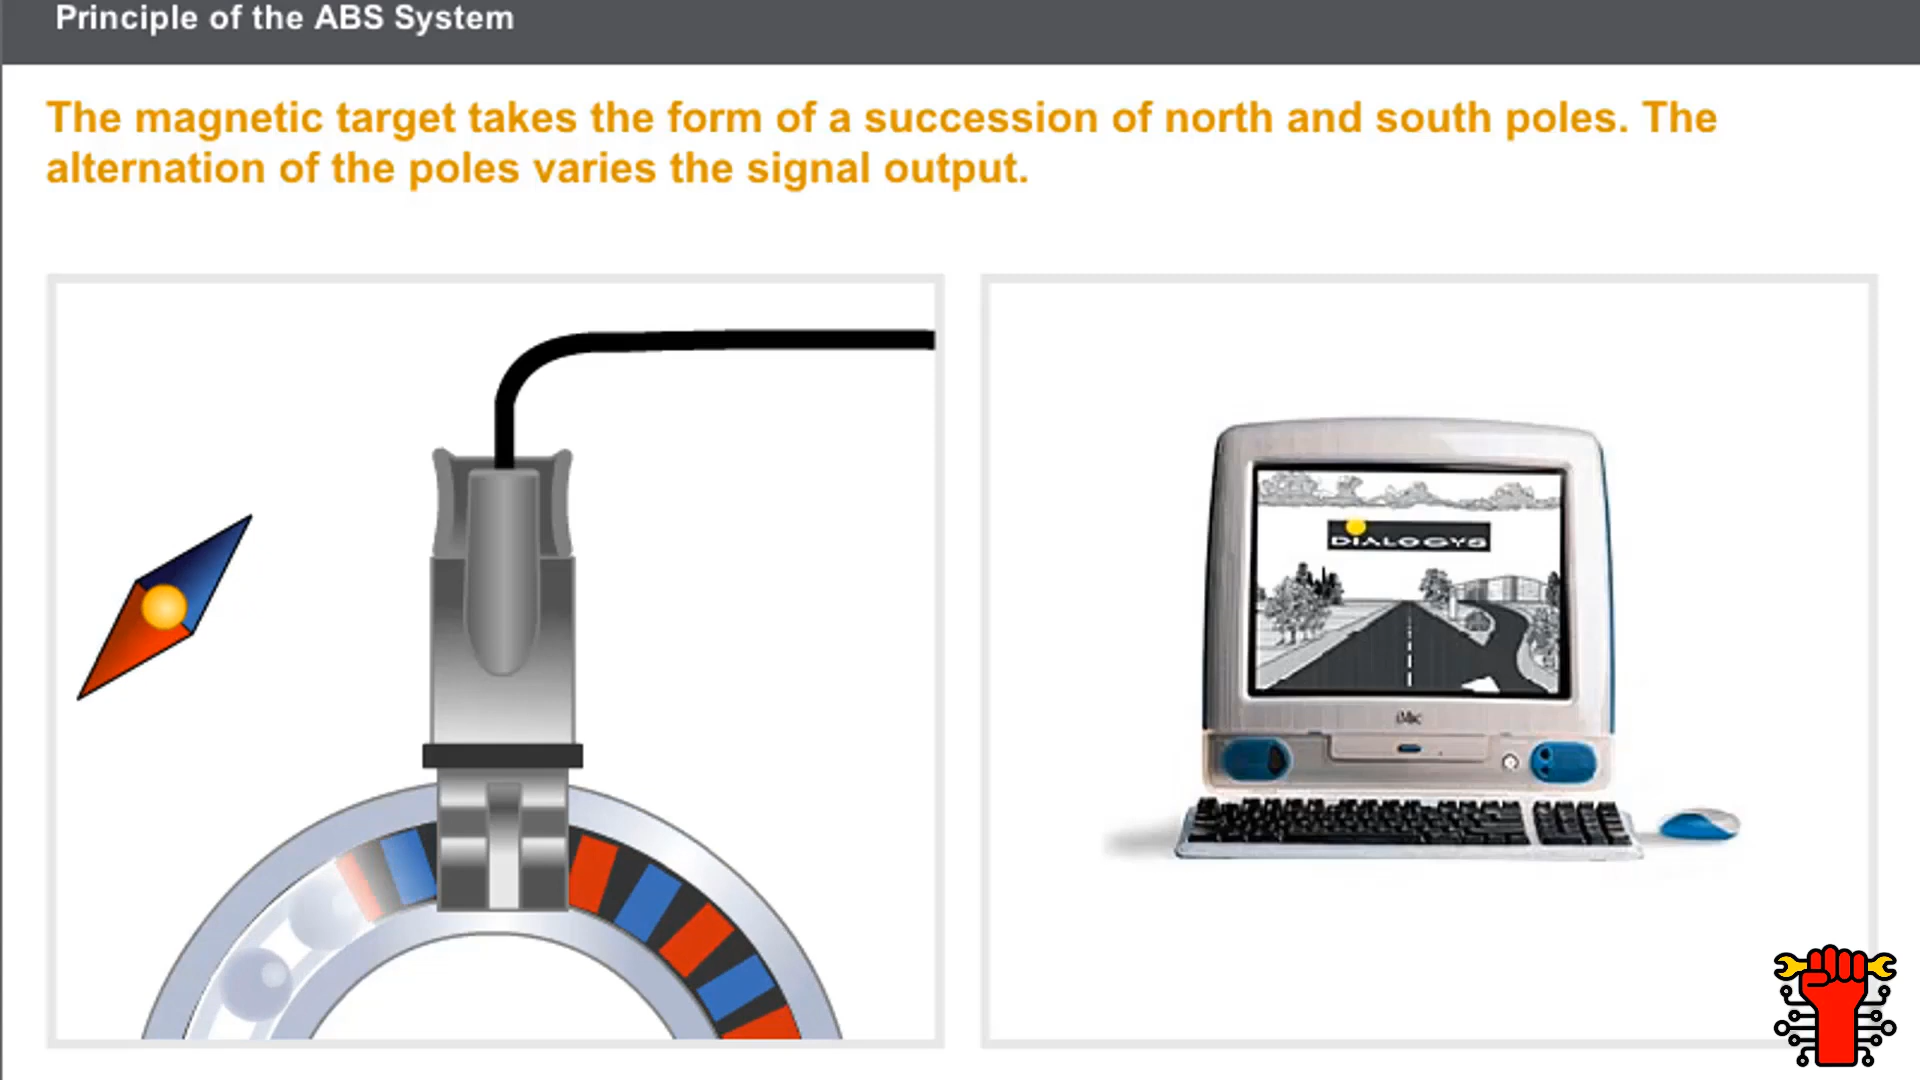 Principle of the ABS System
The magnetic target takes the form of a succession of north and south poles. The
alternation of the poles varies the signal output.
DIALOGYS
iMac